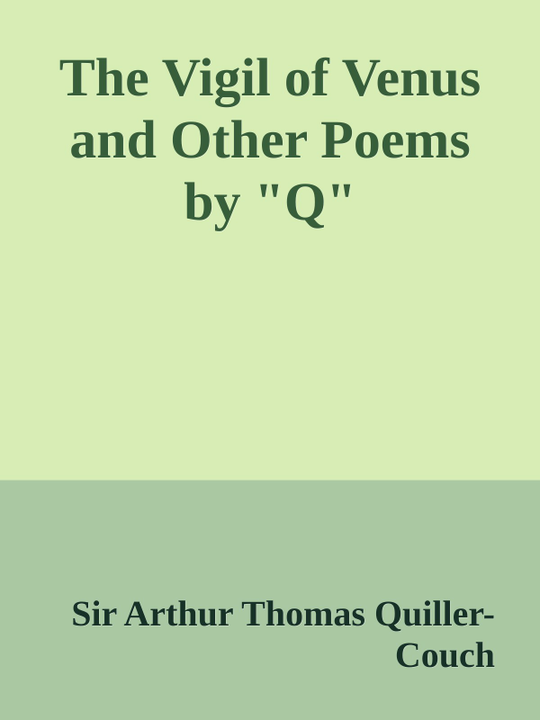 The Vigil of Venus
and Other Poems
by "Q"
Sir Arthur Thomas Quiller-
Couch